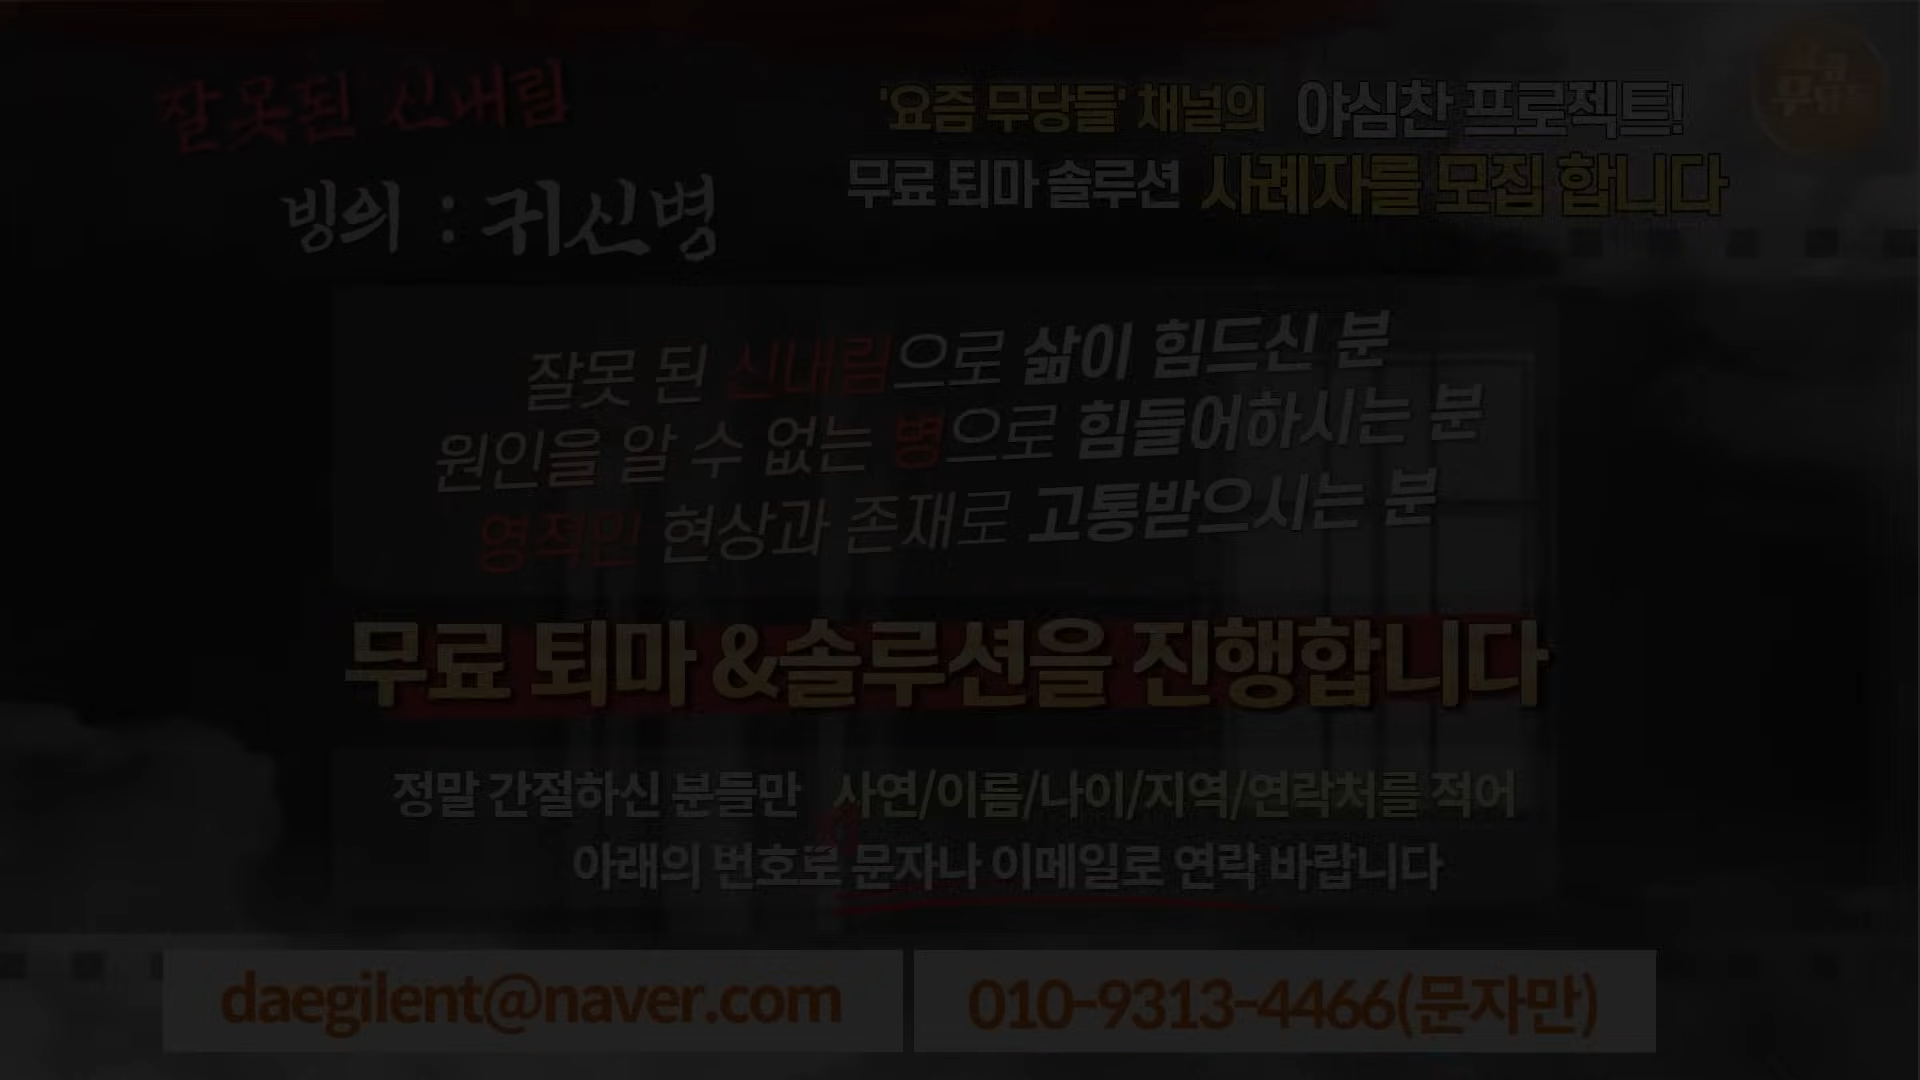 잘못된 신내림
빙의 : 귀신병
'요즘 무당들' 채널의 야심찬 프로젝트!
무료 퇴마 솔루션 사례자를 모집 합니다
요즘
무당들
잘못 된 신내림으로 삶이 힘드신 분
원인을 알 수 없는 병으로 힘들어하시는 분
영적인 현상과 존재로 고통받으시는 분
무료 퇴마 &솔루션을 진행합니다
정말 간절하신 분들만 사연/이름/나이/지역/연락처를 적어
아래의 번호로 문자나 이메일로 연락 바랍니다
daegilent@naver.com
010-9313-4466(문자만)